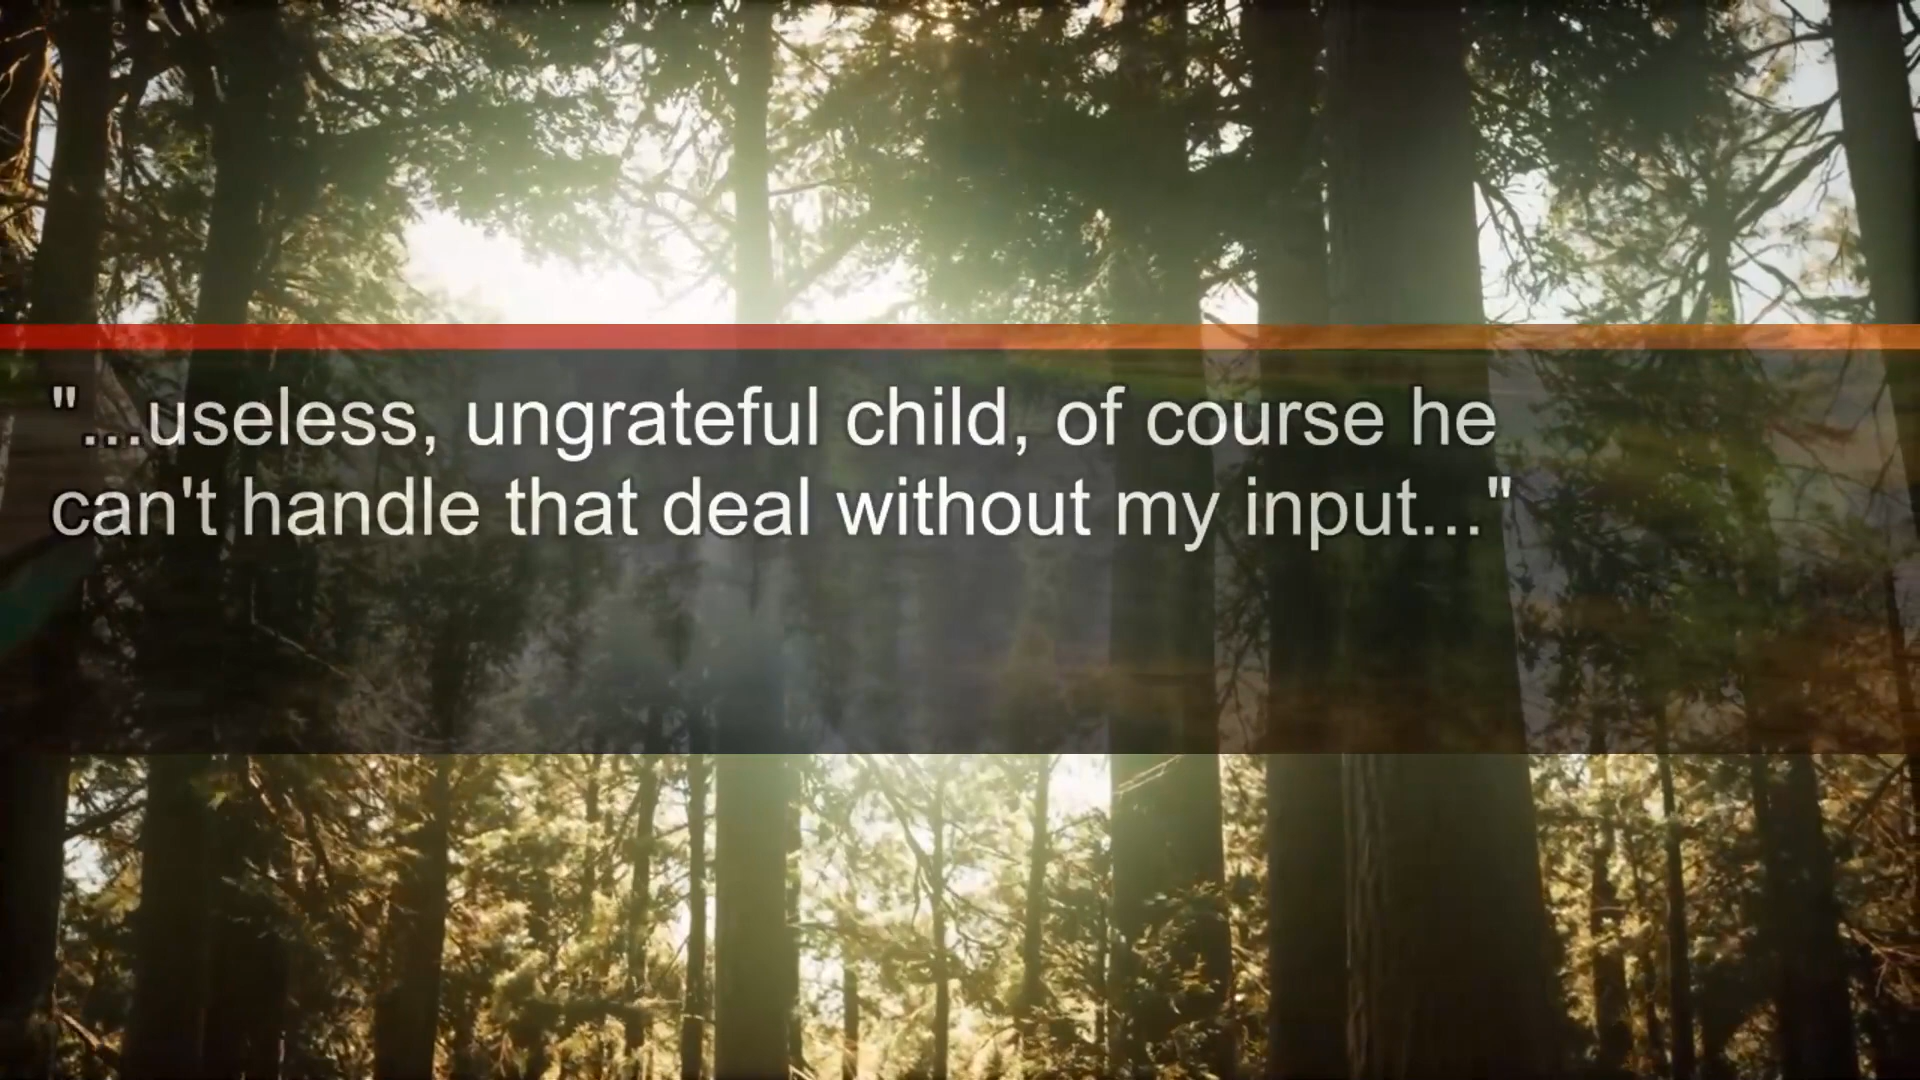 "...useless, ungrateful child, of course he
can't handle that deal without my input..."